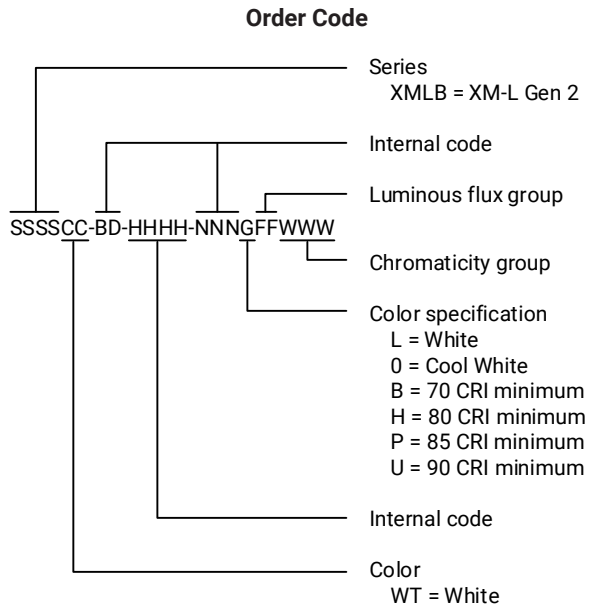 Order Code
Series
XMLB = XM-L Gen 2
Internal code
Luminous flux group
SSSSCC-BD-HHHH-NNNGFFWWW
Chromaticity group
Color specification
L = White
0 = Cool White
B = 70 CRI minimum
H = 80 CRI minimum
P = 85 CRI minimum
U = 90 CRI minimum
Internal code
Color
WT = White